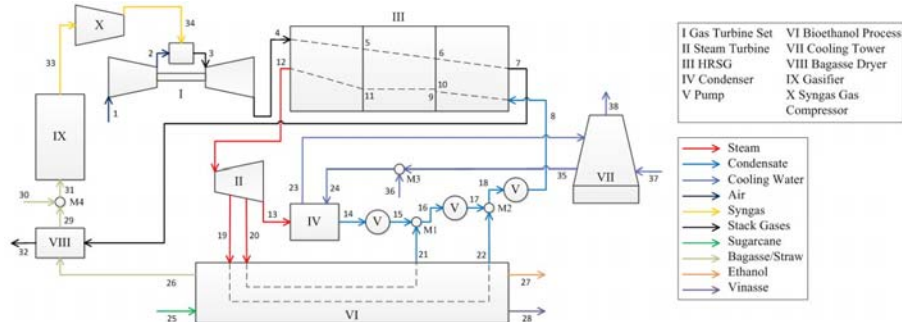 34
X
III
2
3
4
5
6
7
33
12
I
11
9
10
8
1
38
IX
II
23
24
M3
35
VII
37
36
30
31
M4
29
13
IV
14
V
15
16
V
17
18
V
M2
M1
32
VIII
19
20
21
22
26
27
25
VI
28
I Gas Turbine Set
II Steam Turbine
III HRSG
IV Condenser
V Pump
VI Bioethanol Process
VII Cooling Tower
VIII Bagasse Dryer
IX Gasifier
X Syngas Gas
Compressor
Steam
Condensate
Cooling Water
Air
Syngas
Stack Gases
Sugarcane
Bagasse/Straw
Ethanol
Vinasse